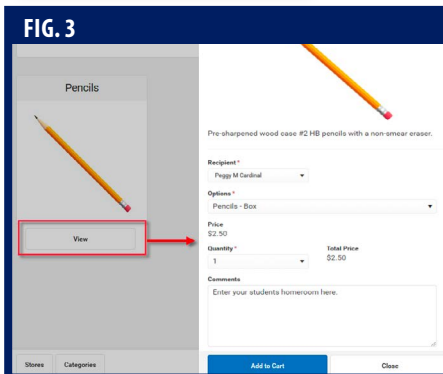 FIG. 3
Pencils
View
Stores Categories
Pre-sharpened wood case #2 HB pencils with a non-smear eraser.
Recipient*
Peggy M Cardinal
Options*
Pencils - Box
Price
$2.50
Quantity* Total Price
1 $2.50
Comments
Enter your students homeroom here.
Add to Cart Close